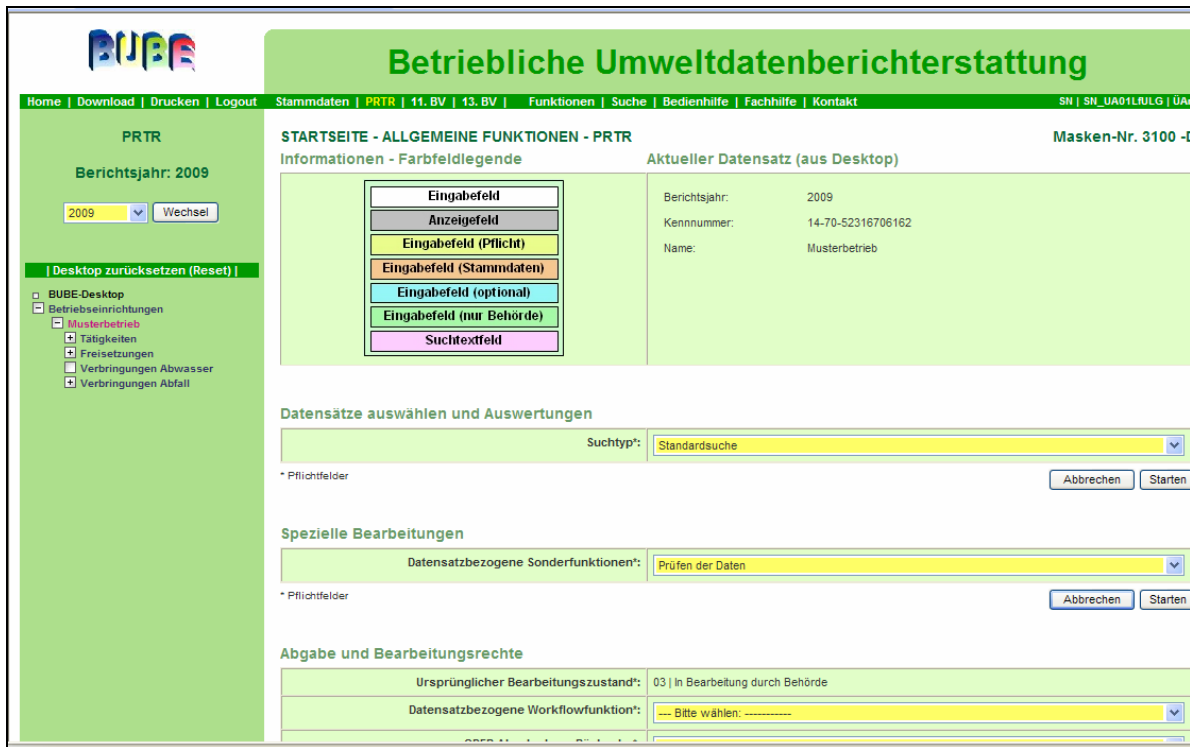 BUBE
Betriebliche Umweltdatenberichterstattung
Home | Download | Drucken | Logout
Stammdaten | PRTR | 11. BV | 13. BV | Funktionen | Suche | Bedienhilfe | Fachhilfe | Kontakt
SN | SN_UA01LfULG |
PRTR
Berichtsjahr: 2009
2009
Wechsel
| Desktop zurücksetzen (Reset) |
BUBE-Desktop
Betriebseinrichtungen
Musterbetrieb
Tätigkeiten
Freisetzungen
Verbringungen Abwasser
Verbringungen Abfall
STARTSEITE - ALLGEMEINE FUNKTIONEN - PRTR
Masken-Nr. 3100 -D
Informationen - Farbfeldlegende
Eingabefeld
Anzeigefeld
Eingabefeld (Pflicht)
Eingabefeld (Stammdaten)
Eingabefeld (optional)
Eingabefeld (nur Behörde)
Suchtextfeld
Aktueller Datensatz (aus Desktop)
Berichtsjahr: 2009
Kennnummer: 14-70-52316706162
Name: Musterbetrieb
Datensätze auswählen und Auswertungen
Suchtyp*: Standardsuche
* Pflichtfelder
Abbrechen
Starten
Spezielle Bearbeitungen
Datensatzbezogene Sonderfunktionen*: Prüfen der Daten
* Pflichtfelder
Abbrechen
Starten
Abgabe und Bearbeitungsrechte
Ursprünglicher Bearbeitungszustand*: 03 | In Bearbeitung durch Behörde
Datensatzbezogene Workflowfunktion*: --- Bitte wählen: -----------